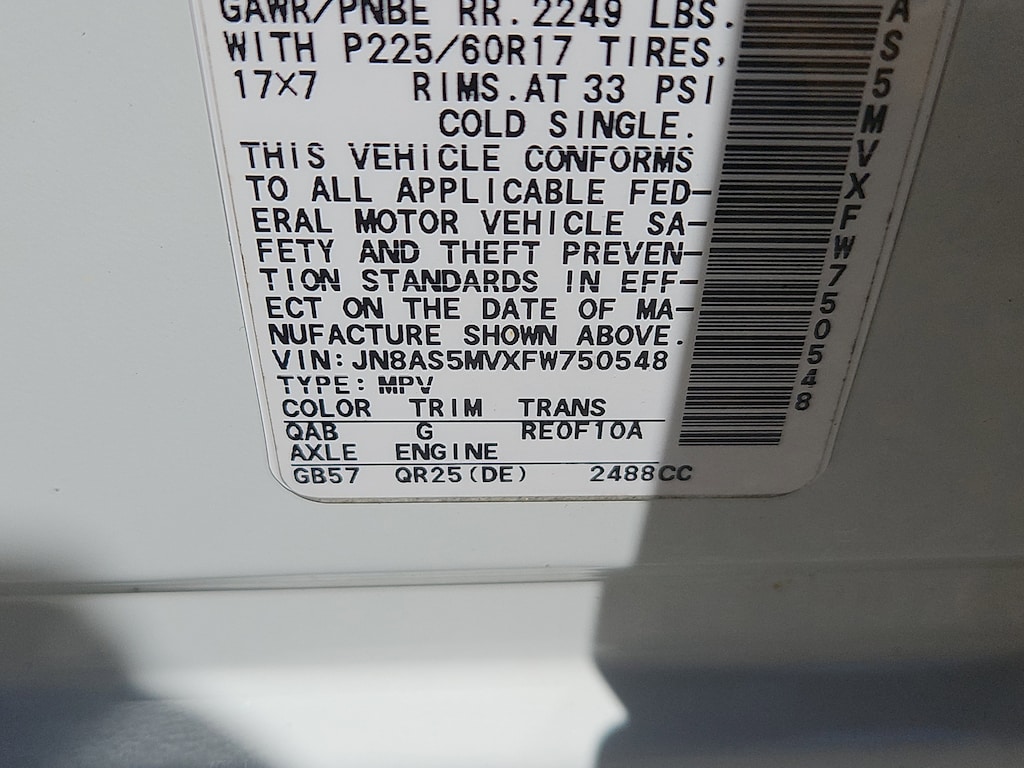 GAWR/PNBE RR. 2249 LBS.
WITH P225/60R17 TIRES,
17×7 RIMS.AT 33 PSI
COLD SINGLE.
THIS VEHICLE CONFORMS
TO ALL APPLICABLE FED-
ERAL MOTOR VEHICLE SA-
FETY AND THEFT PREVEN-
TION STANDARDS IN EFF-
ECT ON THE DATE OF MA-
NUFACTURE SHOWN ABOVE.
VIN: JN8AS5MVXFW750548
TYPE: MPV
COLOR TRIM TRANS
QAB G RE0F10A
AXLE ENGINE
GB57 QR25(DE) 2488CC
AS5MVXFW750548